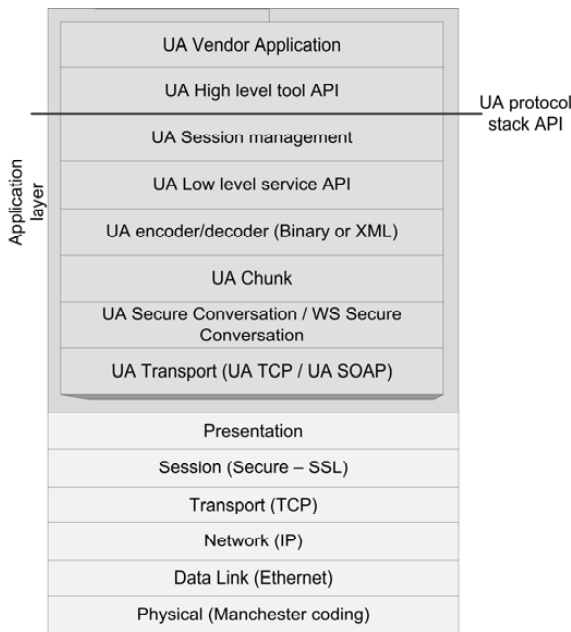 UA Vendor Application
UA High level tool API
UA protocol
stack API
UA Session management
Application
layer
UA Low level service API
UA encoder/decoder (Binary or XML)
UA Chunk
UA Secure Conversation / WS Secure
Conversation
UA Transport (UA TCP / UA SOAP)
Presentation
Session (Secure – SSL)
Transport (TCP)
Network (IP)
Data Link (Ethernet)
Physical (Manchester coding)